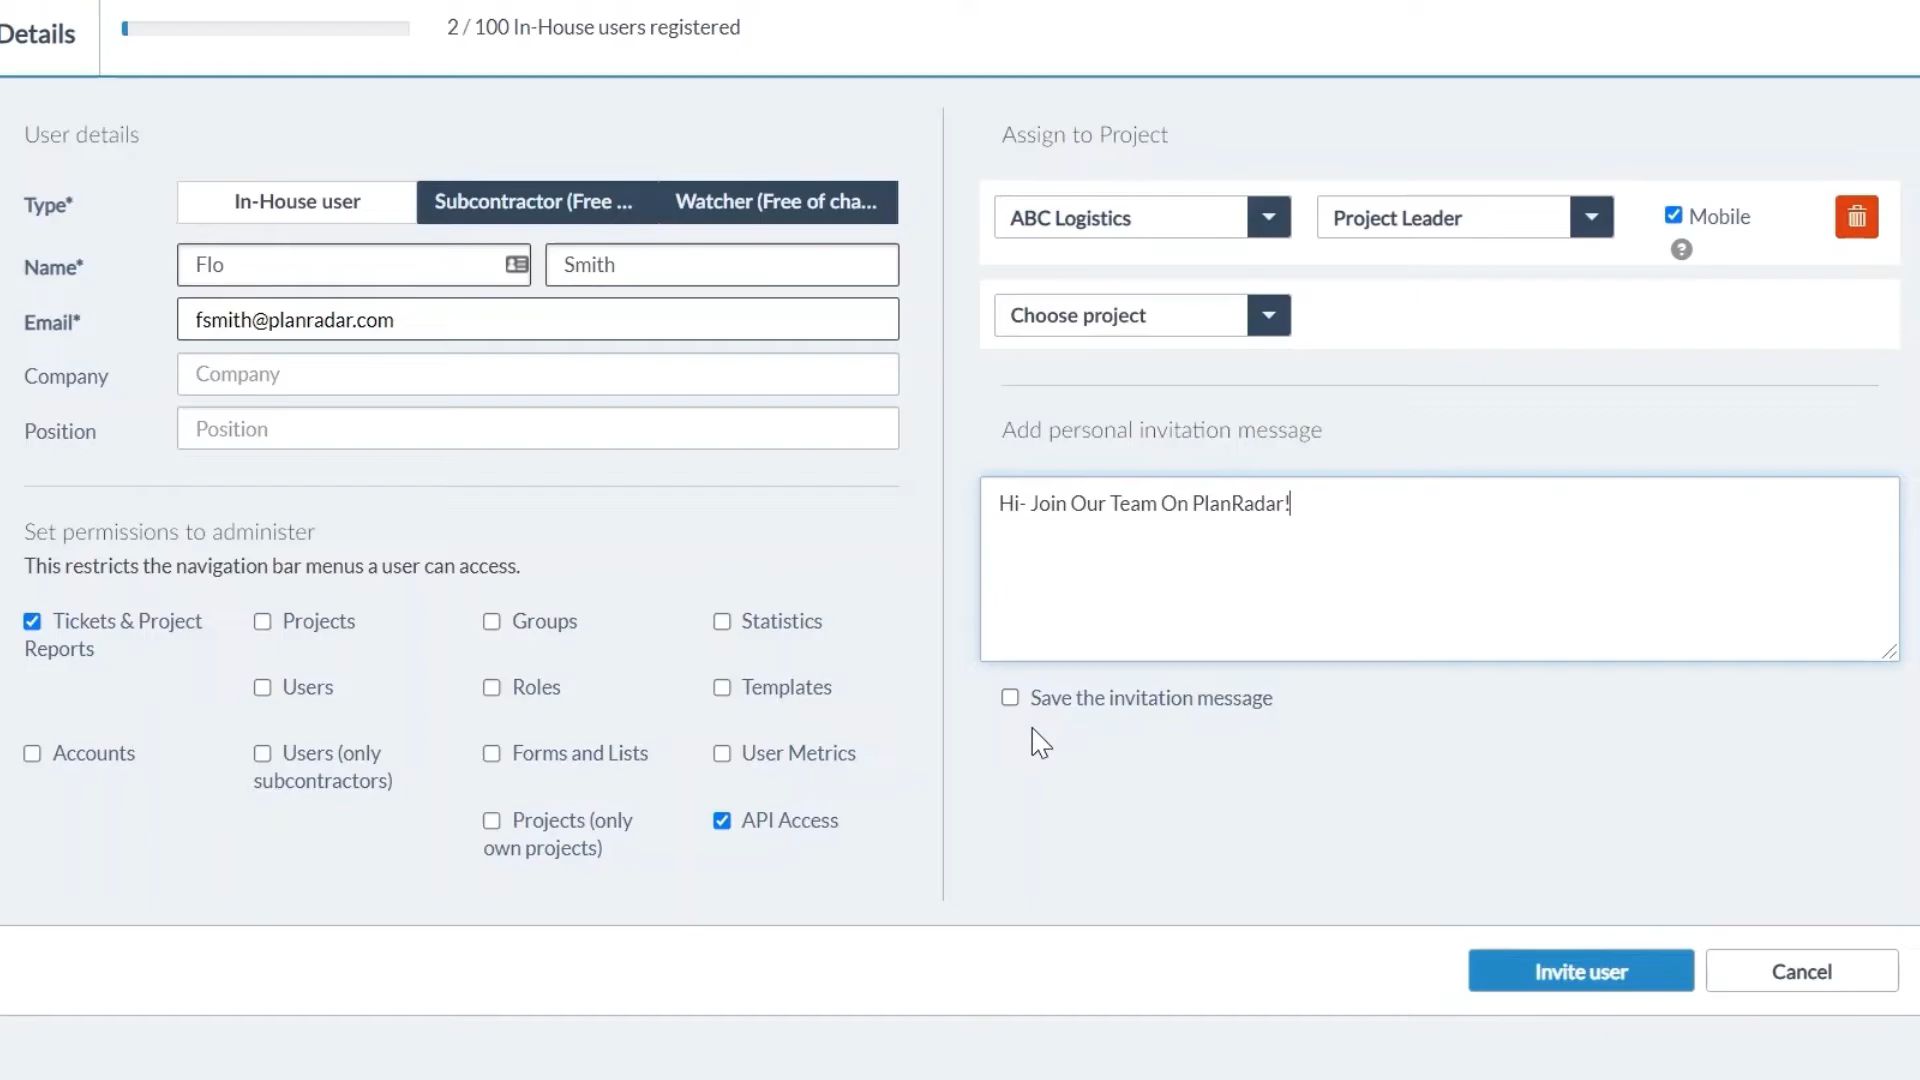 Details
2 / 100 In-House users registered
User details
Type*
In-House user
Subcontractor (Free ...
Watcher (Free of cha...
Name*
Flo
Smith
Email*
fsmith@planradar.com
Company
Company
Position
Position
Set permissions to administer
This restricts the navigation bar menus a user can access.
Tickets & Project
Reports
Projects
Groups
Statistics
Users
Roles
Templates
Accounts
Users (only
subcontractors)
Forms and Lists
User Metrics
Projects (only
own projects)
API Access
Assign to Project
ABC Logistics
Project Leader
Mobile
?
Choose project
Add personal invitation message
Hi- Join Our Team On PlanRadar!
Save the invitation message
Invite user
Cancel